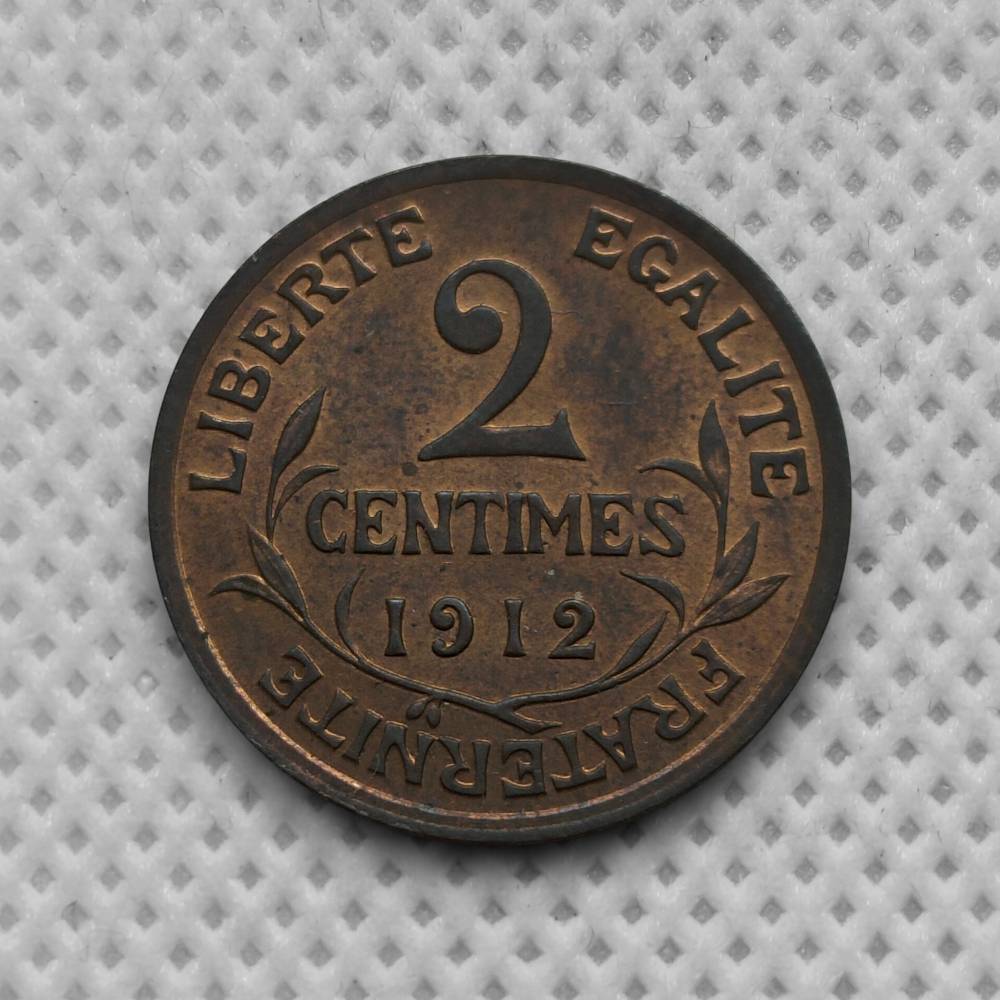 LIBERTE EGALITE
FRATERNITE
2
CENTIMES
1912